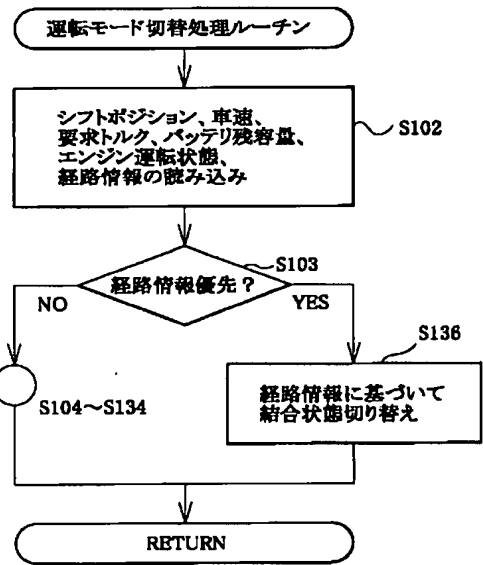 運転モード切替処理ルーチン
シフトポジション、車速、
要求トルク、バッテリ残容量、
エンジン運転状態、
経路情報の読み込み
S102
S103
経路情報優先?
NO
YES
S136
S104〜S134
経路情報に基づいて
結合状態切り替え
RETURN